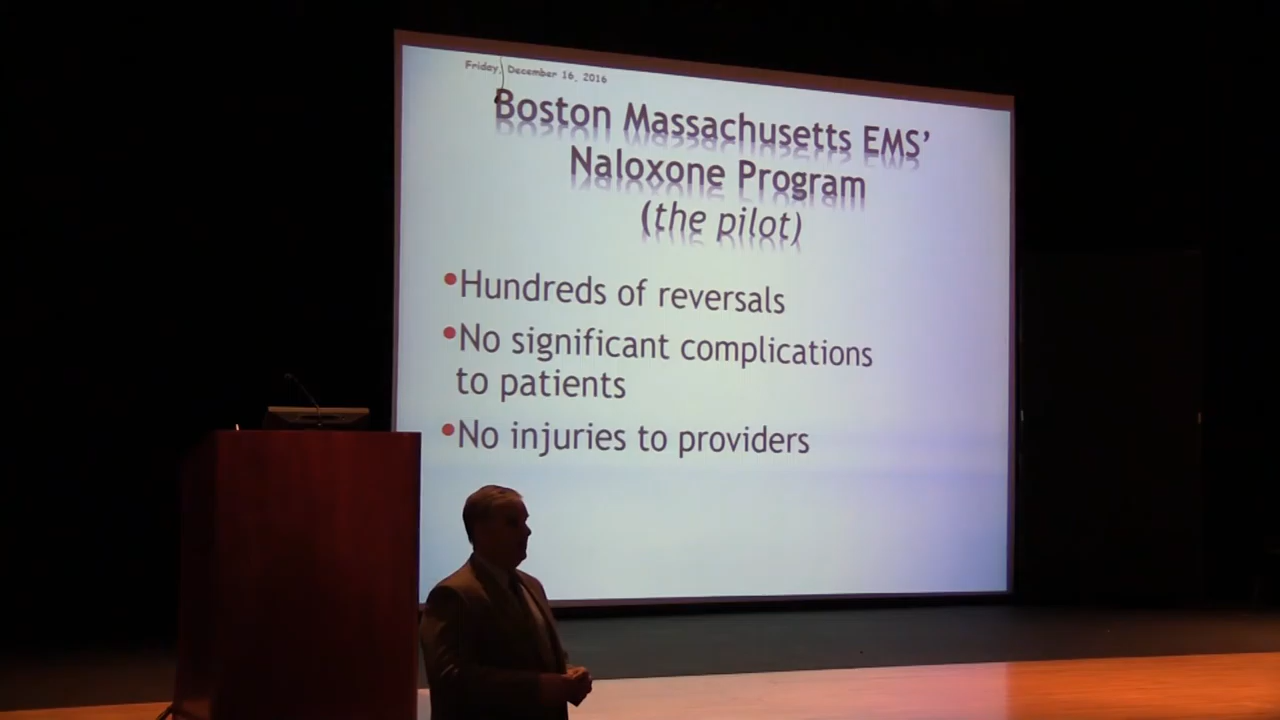 Friday, December 16, 2016
Boston Massachusetts EMS’
Naloxone Program
(the pilot)
•Hundreds of reversals
•No significant complications
to patients
•No injuries to providers